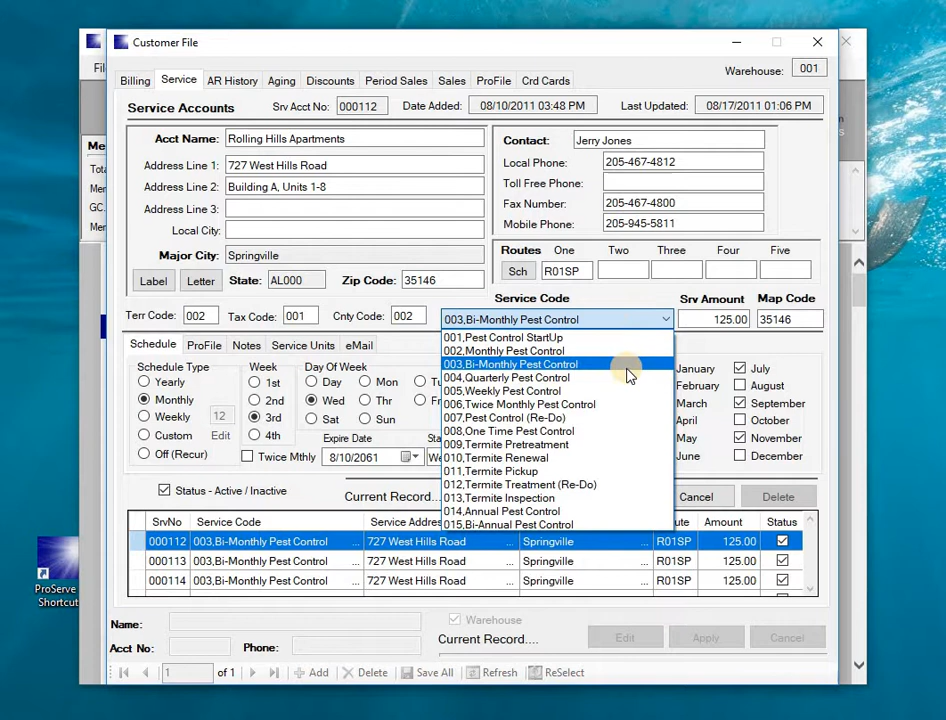 Customer File
Warehouse: 001
Billing Service AR History Aging Discounts Period Sales Sales ProFile Crd Cards
Service Accounts Srv Acct No: 000112 Date Added: 08/10/2011 03:48 PM Last Updated: 08/17/2011 01:06 PM
Acct Name: Rolling Hills Apartments
Contact: Jerry Jones
Address Line 1: 727 West Hills Road
Local Phone: 205-467-4812
Address Line 2: Building A, Units 1-8
Toll Free Phone:
Address Line 3:
Fax Number: 205-467-4800
Local City:
Mobile Phone: 205-945-5811
Major City: Springville
Routes One Two Three Four Five
Label Letter State: AL000 Zip Code: 35146
Sch R01SP
Service Code Srv Amount Map Code
Terr Code: 002 Tax Code: 001 Cnty Code: 002 003,Bi-Monthly Pest Control 125.00 35146
001,Pest Control StartUp
002,Monthly Pest Control
003,Bi-Monthly Pest Control
004,Quarterly Pest Control
005,Weekly Pest Control
006,Twice Monthly Pest Control
007,Pest Control (Re-Do)
008,One Time Pest Control
009,Termite Pretreatment
010,Termite Renewal
011,Termite Pickup
012,Termite Treatment (Re-Do)
013,Termite Inspection
014,Annual Pest Control
015,Bi-Annual Pest Control
Schedule ProFile Notes Service Units eMail
Schedule Type Week Day Of Week
Yearly 1st Day Mon
Monthly 2nd Wed Thr
Weekly 12 3rd Sat Sun
Custom Edit 4th Expire Date
Off (Recur) Twice Mthly 8/10/2061
January July
February August
March September
April October
May November
June December
Status - Active / Inactive Current Record... Cancel Delete
SrvNo Service Code Amount Status
000112 003,Bi-Monthly Pest Control ... 727 West Hills Road ... Springville ... R01SP 125.00
000113 003,Bi-Monthly Pest Control ... 727 West Hills Road ... Springville ... R01SP 125.00
000114 003,Bi-Monthly Pest Control ... 727 West Hills Road ... Springville ... R01SP 125.00
Name: Warehouse
Acct No: Phone: Current Record.... Edit Apply Cancel
1 of 1 Add Delete Save All Refresh ReSelect
ProServe
Shortcut